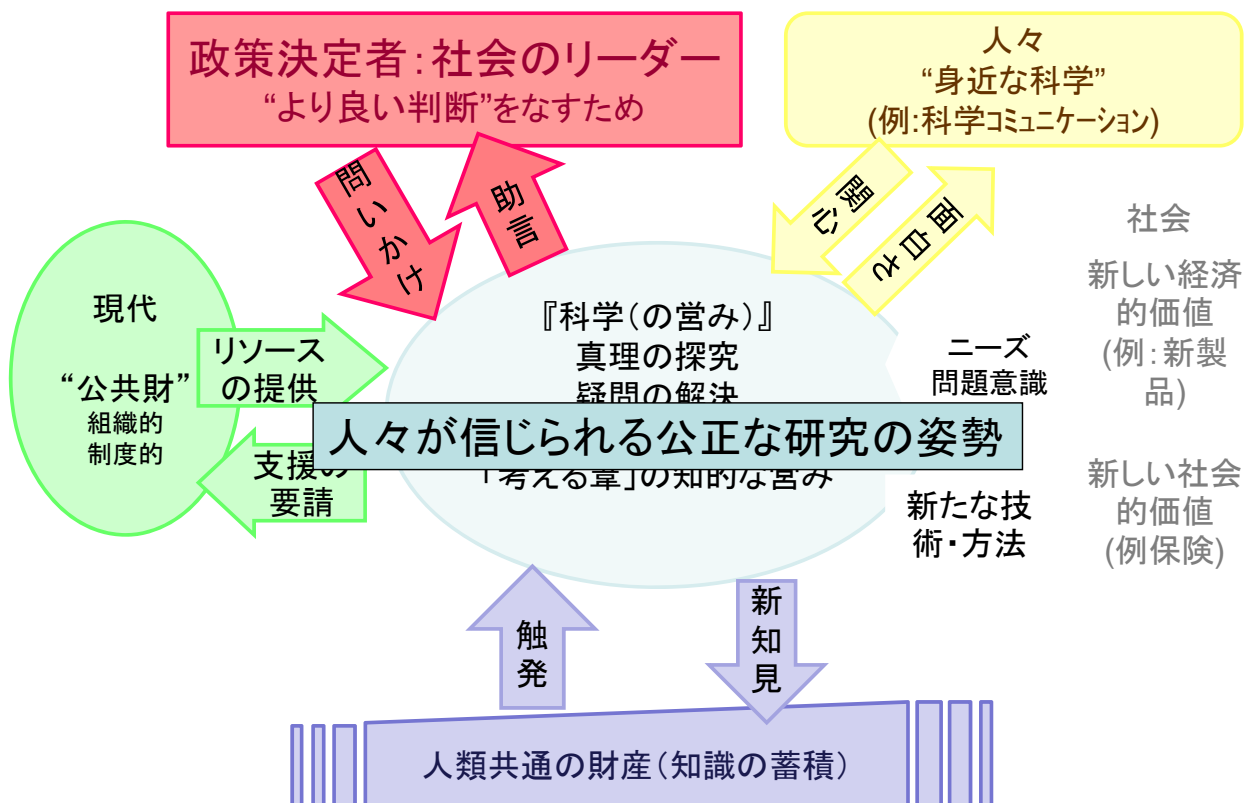 政策決定者：社会のリーダー
“より良い判断”をなすため
人々
“身近な科学”
(例:科学コミュニケーション)
問いかけ
助言
関心
面白さ
社会
新しい経済
的価値
(例：新製
品)
新しい社会
的価値
(例保険)
現代
“公共財”
組織的
制度的
リソース
の提供
支援の
要請
『科学(の営み)』
真理の探究
疑問の解決
人々が信じられる公正な研究の姿勢
「考える葦」の知的な営み
ニーズ
問題意識
新たな技
術・方法
触発
新知見
人類共通の財産(知識の蓄積)